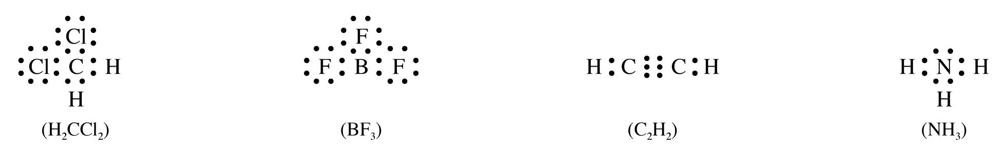 Cl
Cl C H
H
(H₂CCl₂)
F
F B F
(BF₃)
H C C H
(C₂H₂)
H N H
H
(NH₃)